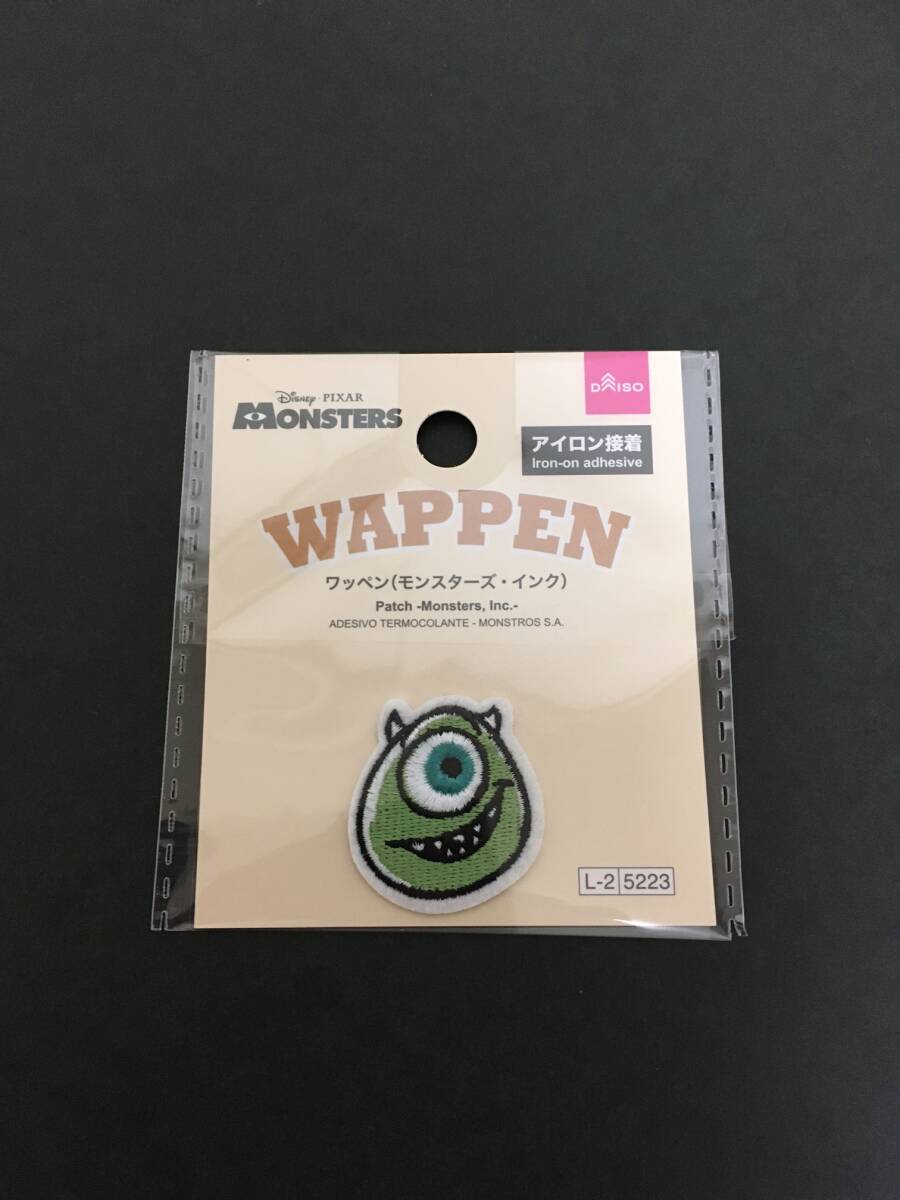 Disney · PIXAR
MONSTERS
DAISO
アイロン接着
Iron-on adhesive
WAPPEN
ワッペン(モンスターズ・インク)
Patch -Monsters, Inc.-
ADESIVO TERMOCOLANTE - MONSTROS S.A.
L-2 5223